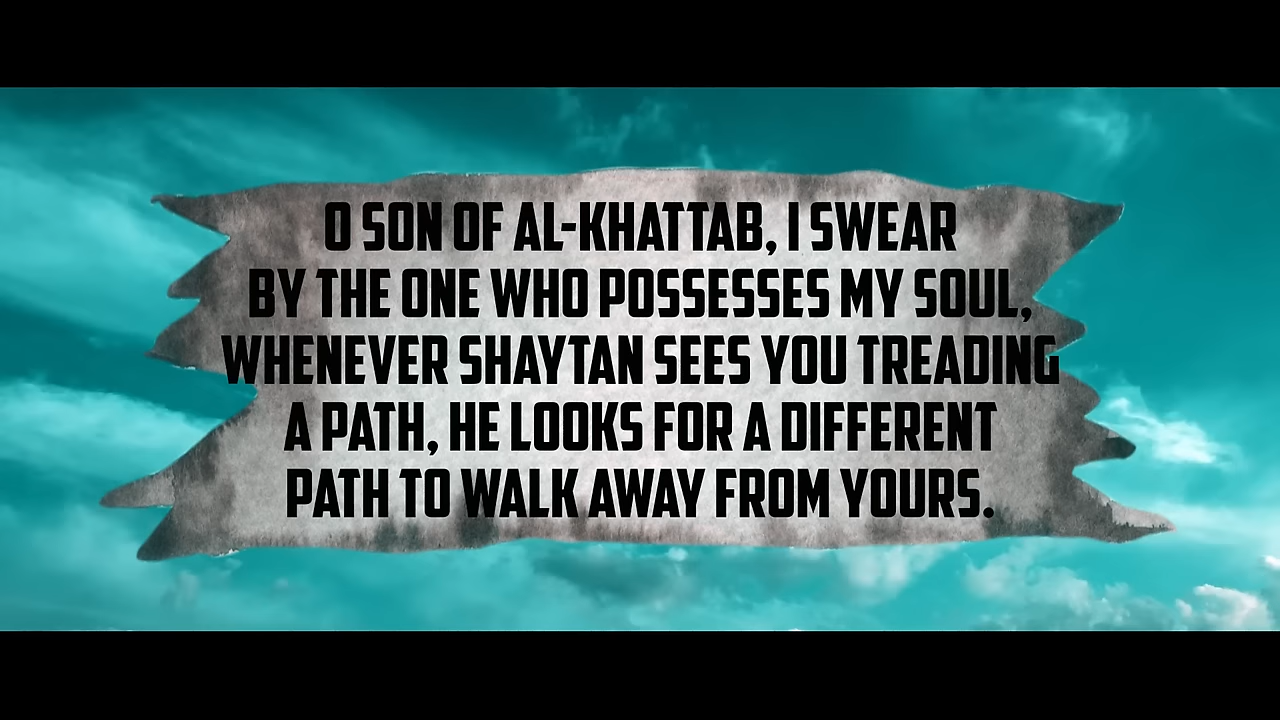 O SON OF AL-KHATTAB, I SWEAR
BY THE ONE WHO POSSESSES MY SOUL,
WHENEVER SHAYTAN SEES YOU TREADING
A PATH, HE LOOKS FOR A DIFFERENT
PATH TO WALK AWAY FROM YOURS.